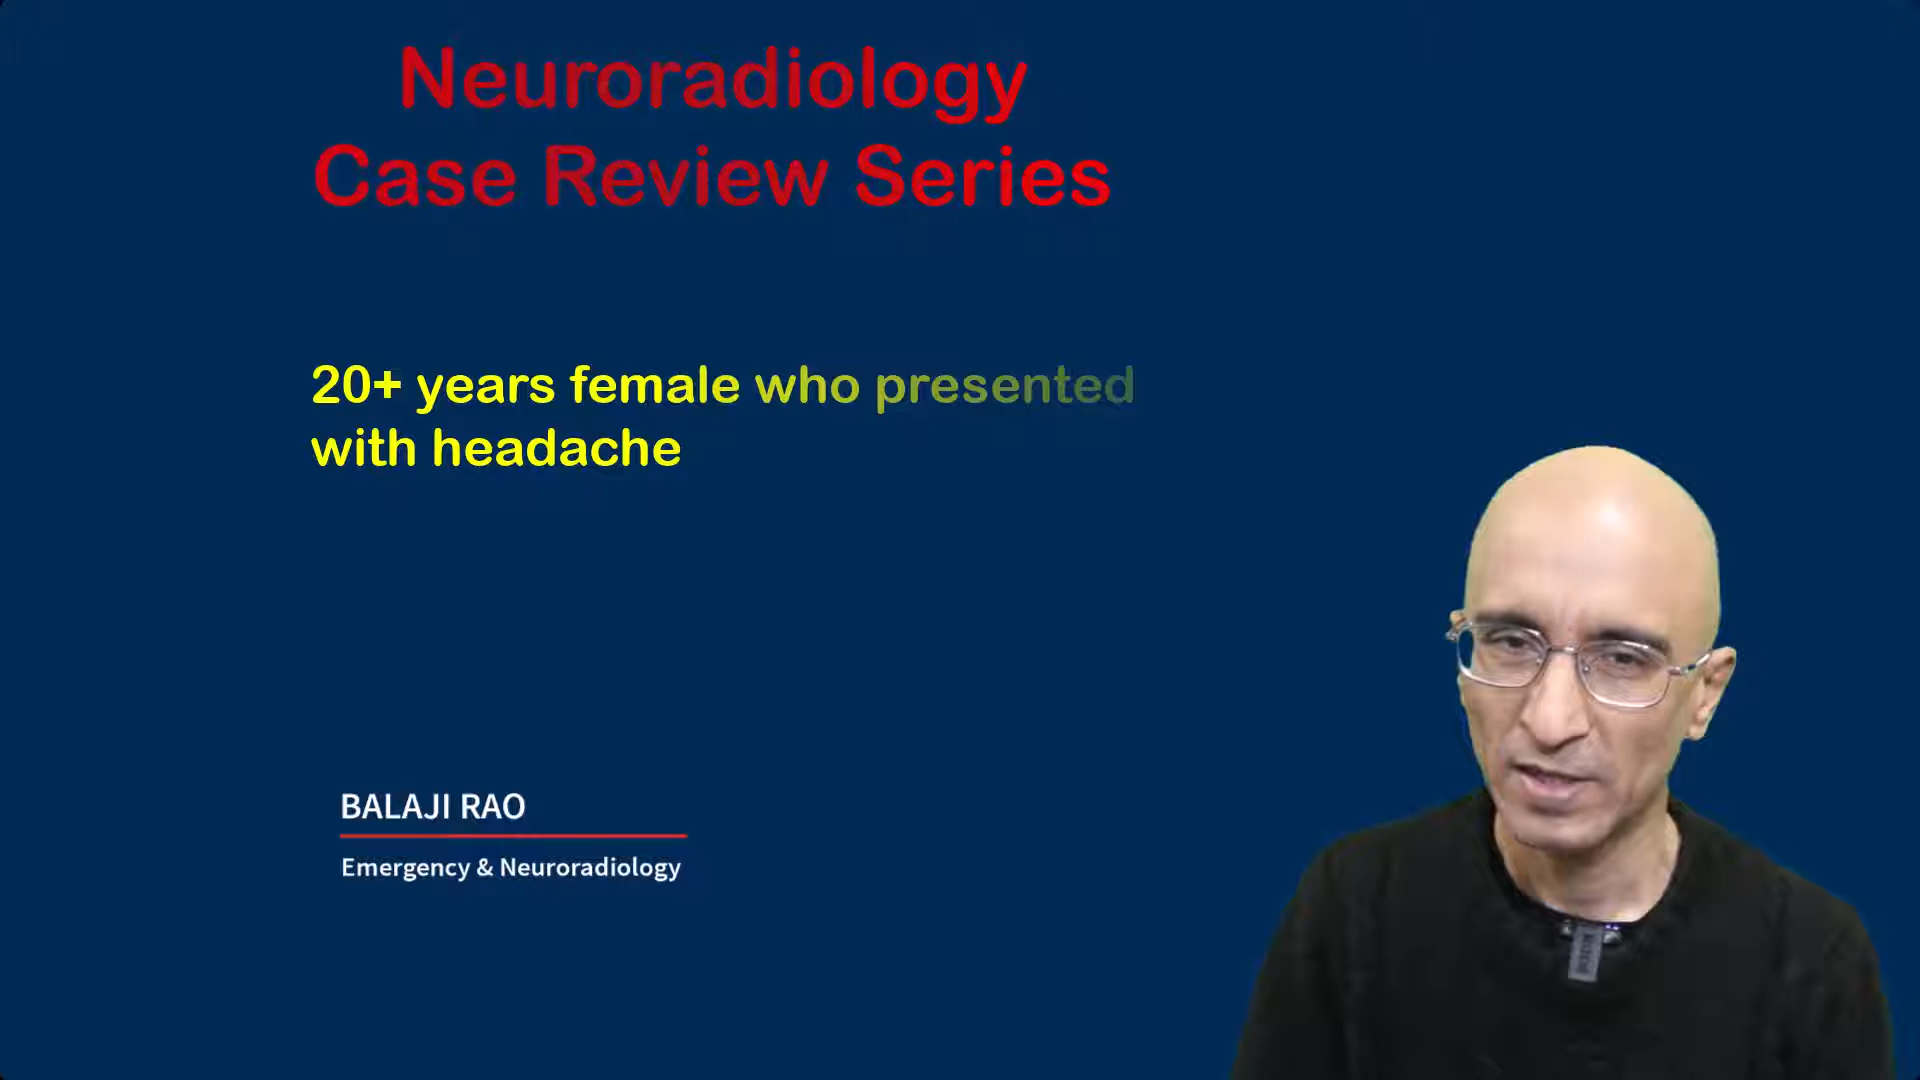 Neuroradiology
Case Review Series
20+ years female who presented
with headache
BALAJI RAO
Emergency & Neuroradiology